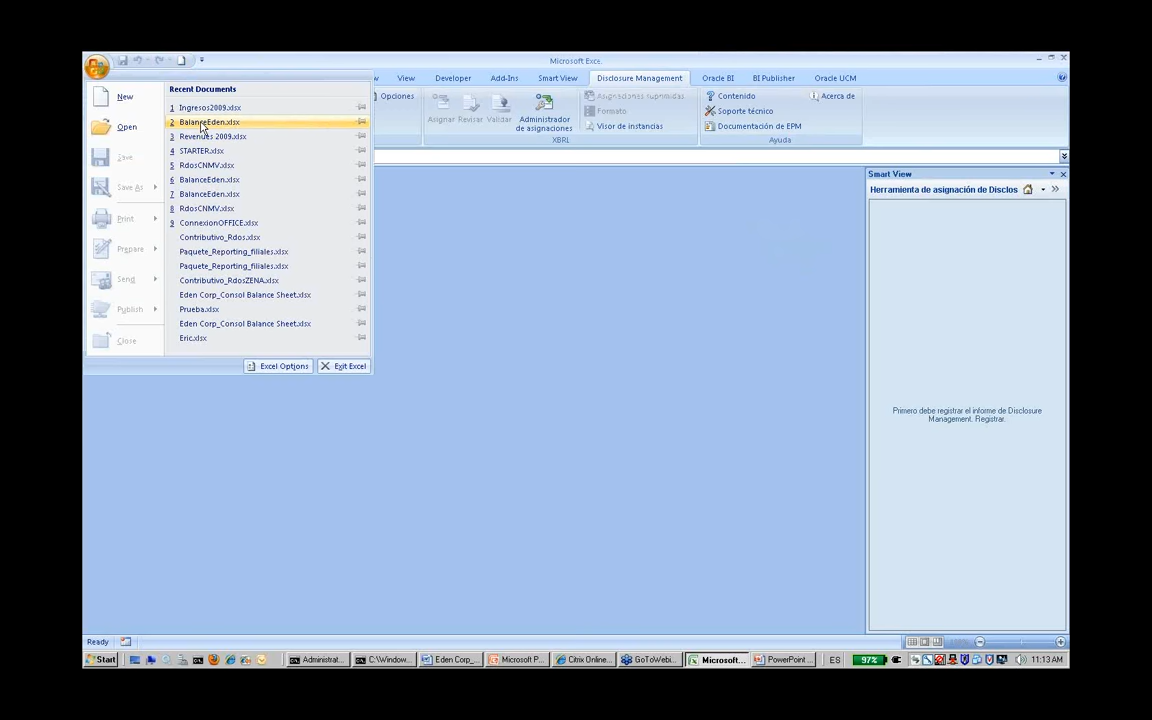 Microsoft Exce.
w View Developer Add-Ins Smart View Disclosure Management Oracle BI BI Publisher Oracle UCM
Recent Documents
New
Open
Save
Save As
Print
Prepare
Send
Publish
Close
1 Ingresos2009.xlsx
2 BalanceEden.xlsx
3 Revenues 2009.xlsx
4 STARTER.xlsx
5 RdosCNMV.xlsx
6 BalanceEden.xlsx
7 BalanceEden.xlsx
8 RdosCNMV.xlsx
9 ConnexionOFFICE.xlsx
Contributivo_Rdos.xlsx
Paquete_Reporting_filiales.xlsx
Paquete_Reporting_filiales.xlsx
Contributivo_RdosZENA.xlsx
Eden Corp_Consol Balance Sheet.xlsx
Prueba.xlsx
Eden Corp_Consol Balance Sheet.xlsx
Eric.xlsx
Excel Options Exit Excel
Opciones
Asignar Revisar Validar
Administrador
de asignaciones
Asignaciones suprimidas
Formato
Visor de instancias
XBRL
Contenido
Soporte técnico
Documentación de EPM
Acerca de
Ayuda
Smart View
Herramienta de asignación de Disclos
Primero debe registrar el informe de Disclosure
Management. Registrar.
Ready
Start Administrat... C:\Window... Eden Corp_... Microsoft P... Citrix Online... GoToWebi... Microsoft... PowerPoint ... ES 97% 11:13 AM